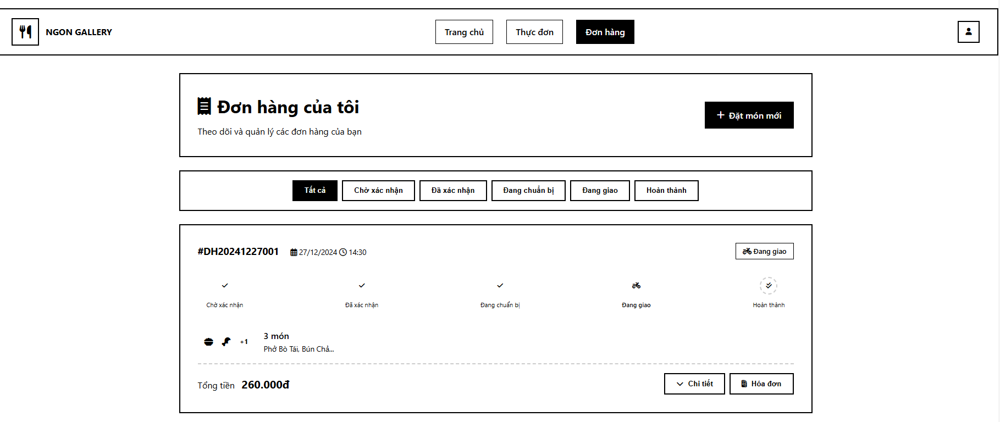 NGON GALLERY
Trang chủ
Thực đơn
Đơn hàng
Đơn hàng của tôi
Theo dõi và quản lý các đơn hàng của bạn
Đặt món mới
Tất cả
Chờ xác nhận
Đã xác nhận
Đang chuẩn bị
Đang giao
Hoàn thành
#DH20241227001
27/12/2024 14:30
Đang giao
Chờ xác nhận
Đã xác nhận
Đang chuẩn bị
Đang giao
Hoàn thành
+1
3 món
Phở Bò Tái, Bún Chả...
Tổng tiền 260.000đ
Chi tiết
Hóa đơn